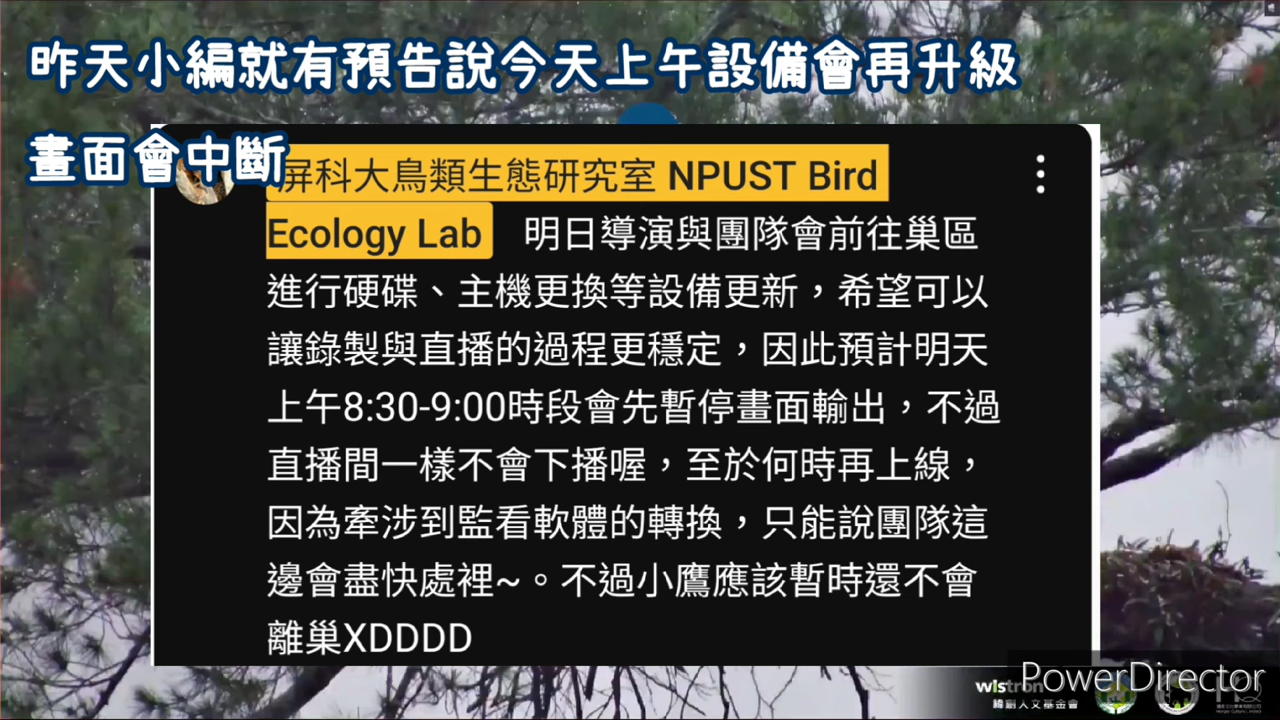 昨天小編就有預告說今天上午設備會再升級
畫面會中斷
屏科大鳥類生態研究室 NPUST Bird
Ecology Lab 明日導演與團隊會前往巢區
進行硬碟、主機更換等設備更新，希望可以
讓錄製與直播的過程更穩定，因此預計明天
上午8:30-9:00時段會先暫停畫面輸出，不過
直播間一樣不會下播喔，至於何時再上線，
因為牽涉到監看軟體的轉換，只能說團隊這
邊會盡快處裡~。不過小鷹應該暫時還不會
離巢XDDDD
PowerDirector
wistron
緯創人文基金會